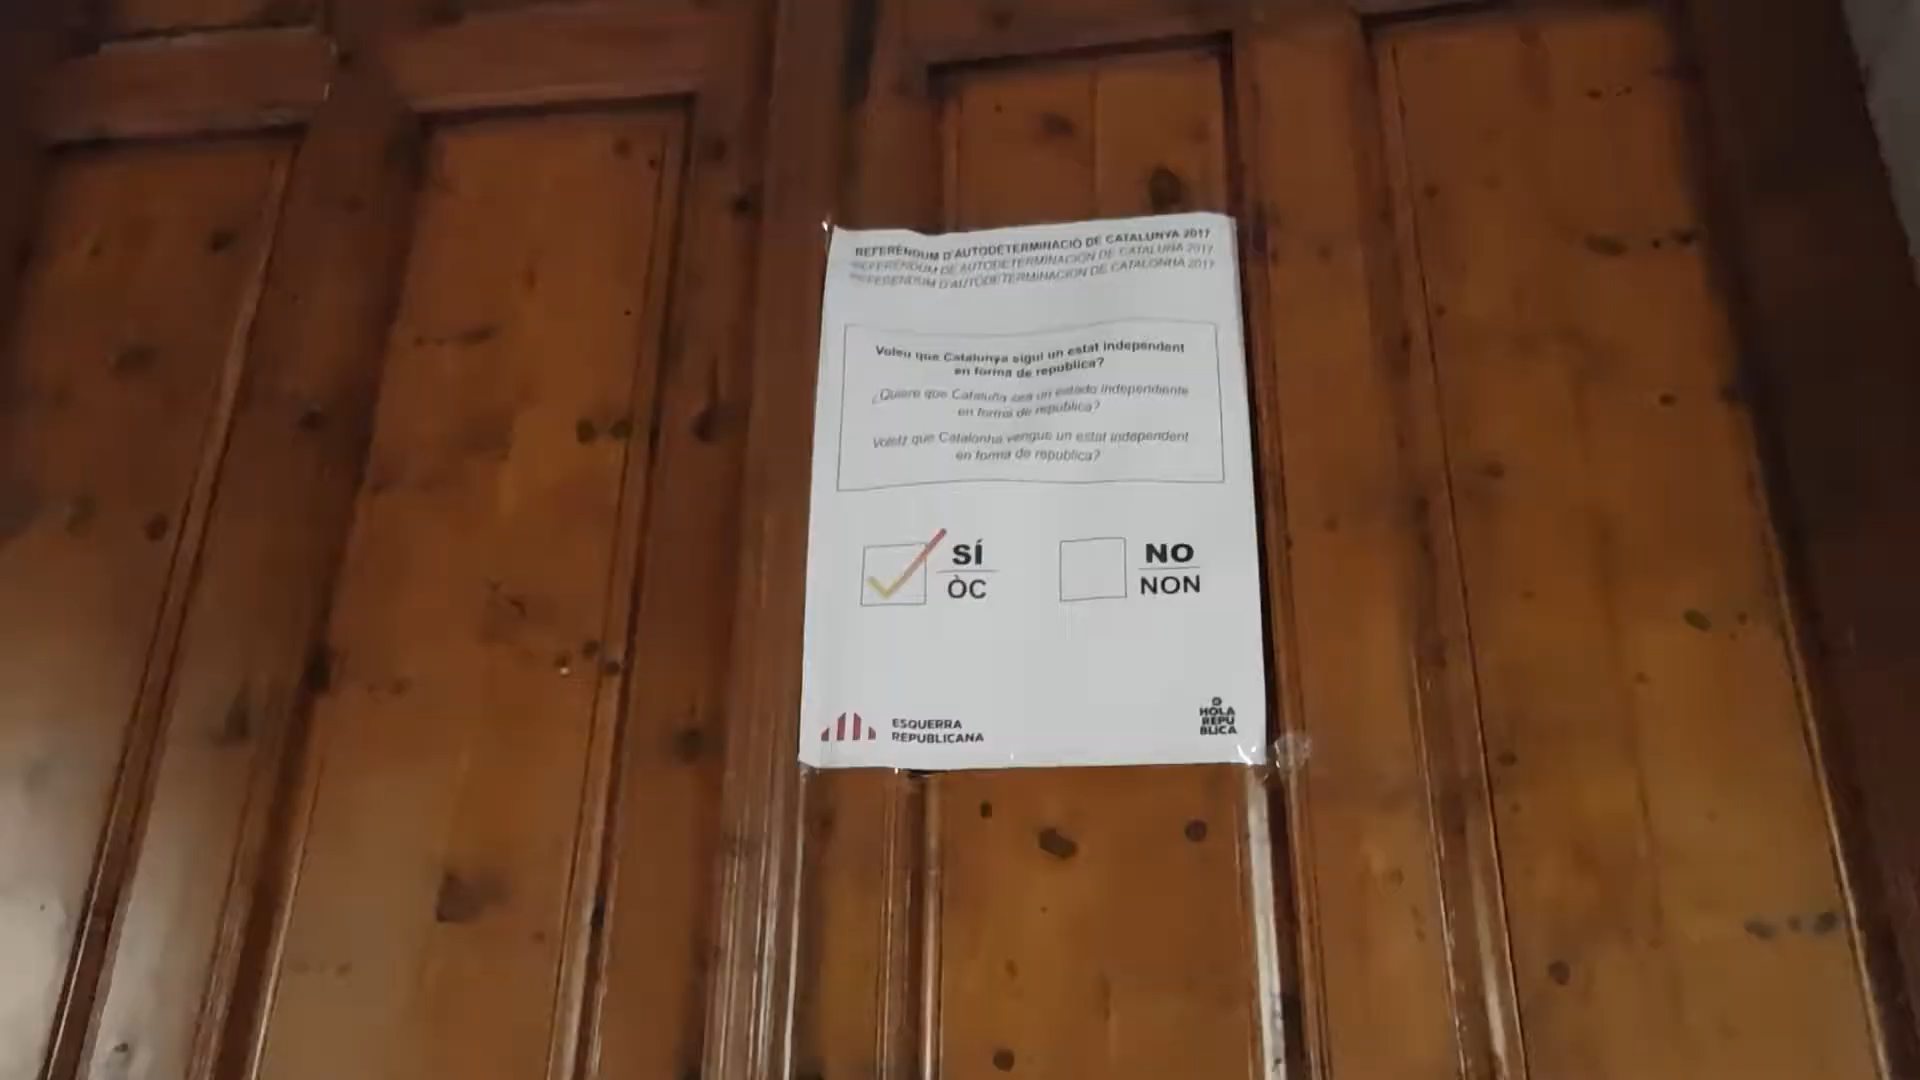 REFERÈNDUM D'AUTODETERMINACIÓ DE CATALUNYA 2017
REFERÉNDUM DE AUTODETERMINACIÓN DE CATALUÑA 2017
REFERENDUM D'AUTODETERMINACION DE CATALONHA 2017
Voleu que Catalunya sigui un estat independent
en forma de república?
¿Quiere que Cataluña sea un estado independiente
en forma de república?
Voletz que Catalonha vengue un estat independent
en forma de republica?
SÍ
ÒC
NO
NON
ESQUERRA
REPUBLICANA
HOLA
REPÚ
BLICA